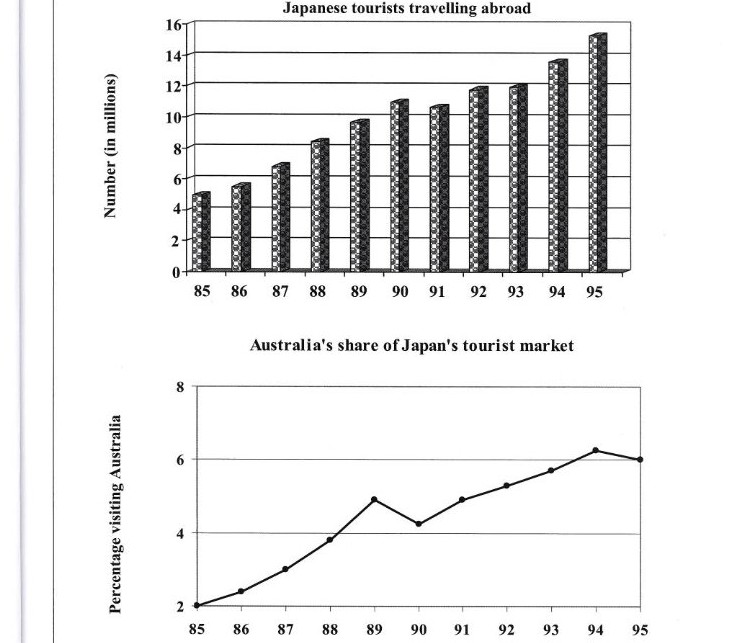 Japanese tourists travelling abroad
Number (in millions)
16
14
12
10
8
6
4
2
0
85 86 87 88 89 90 91 92 93 94 95
Australia's share of Japan's tourist market
Percentage visiting Australia
8
6
4
2
85 86 87 88 89 90 91 92 93 94 95